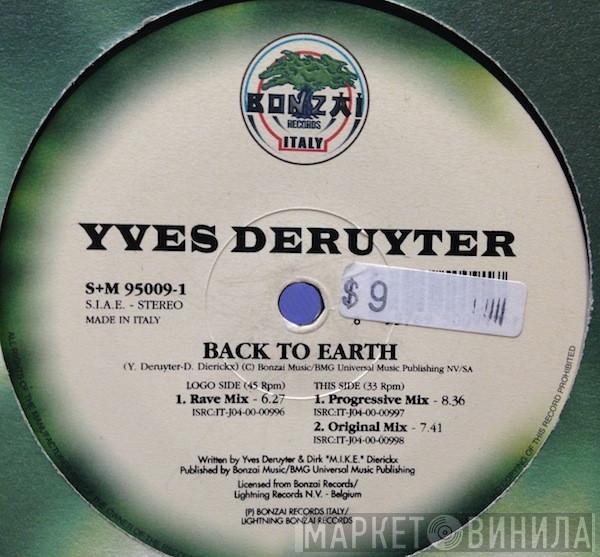 BONZAI
RECORDS
ITALY
YVES DERUYTER
S+M 95009-1
S.I.A.E. - STEREO
MADE IN ITALY
$9
BACK TO EARTH
(Y. Deruyter-D. Dierickx) (C) Bonzai Music/BMG Universal Music Publishing NV/SA
LOGO SIDE (45 Rpm)
1. Rave Mix - 6.27
ISRC:IT-J04-00-00996
THIS SIDE (33 Rpm)
1. Progressive Mix - 8.36
ISRC:IT-J04-00-00997
2. Original Mix - 7.41
ISRC:IT-J04-00-00998
Written by Yves Deruyter & Dirk "M.I.K.E." Dierickx
Published by Bonzai Music/BMG Universal Music Publishing
Licensed from Bonzai Records/
Lightning Records N.V. - Belgium
(P) BONZAI RECORDS ITALY/
LIGHTNING BONZAI RECORDS
ALL RIGHTS OF THE MANUFACTURER
OF THIS RECORD PROHIBITED
МАРКЕТ ВИНИЛА